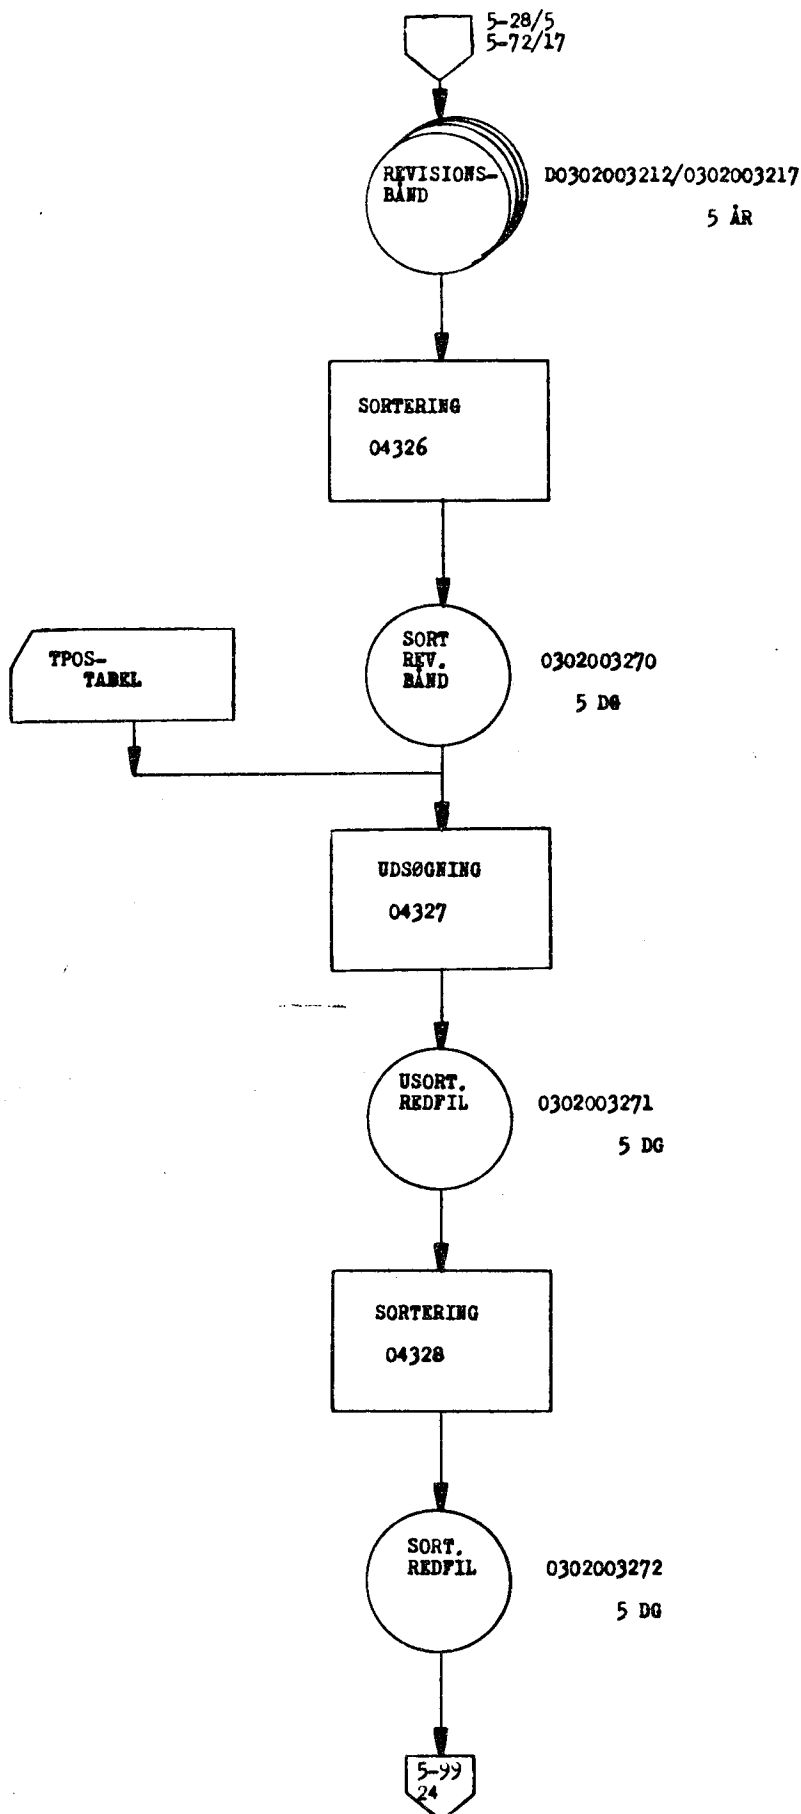 5-28/5
5-72/17
REVISIONS-
BÅND
D0302003212/0302003217
5 ÅR
SORTERING
04326
SORT
REV.
BÅND
0302003270
5 DG
TPOS-
TABEL
UDSØGNING
04327
USORT.
REDFIL
0302003271
5 DG
SORTERING
04328
SORT.
REDFIL
0302003272
5 DG
5-99
24